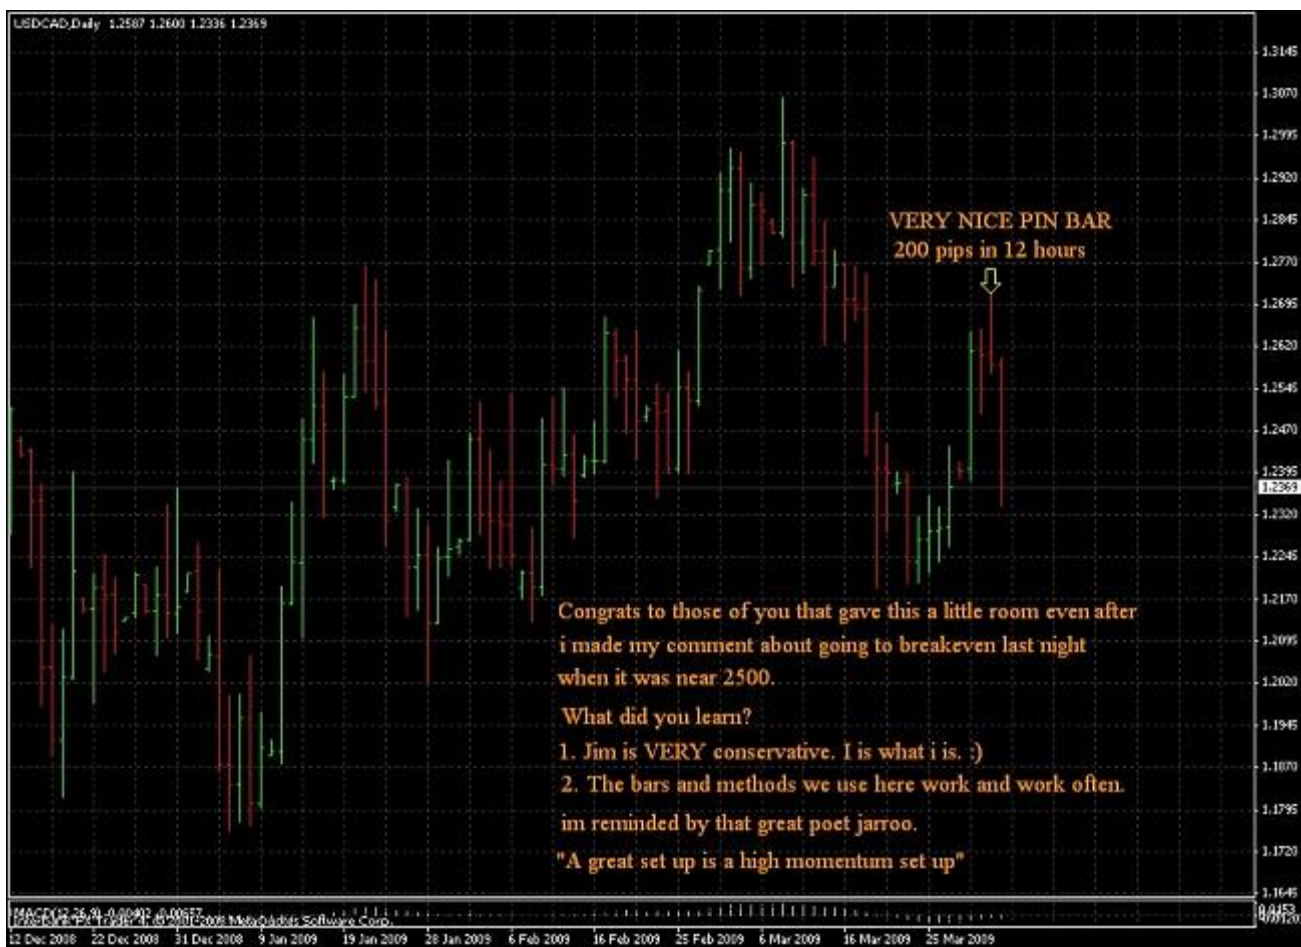 USDCAD,Daily 1.2587 1.2600 1.2336 1.2369
1.3145
1.3070
1.2995
1.2920
1.2845
VERY NICE PIN BAR
200 pips in 12 hours
1.2770
1.2695
1.2620
1.2545
1.2470
1.2395
1.2369
1.2320
1.2245
1.2170
Congrats to those of you that gave this a little room even after
i made my comment about going to breakeven last night
when it was near 2500.
1.2095
1.2020
What did you learn?
1.1945
1. Jim is VERY conservative. I is what i is. :)
1.1870
2. The bars and methods we use here work and work often.
1.1795
im reminded by that great poet jarroo.
1.1720
"A great set up is a high momentum set up"
1.1645
MACD(12,26,9)
MetaQuotes Software Corp.
12 Dec 2008 22 Dec 2008 31 Dec 2008 9 Jan 2009 19 Jan 2009 28 Jan 2009 6 Feb 2009 16 Feb 2009 25 Feb 2009 6 Mar 2009 16 Mar 2009 25 Mar 2009